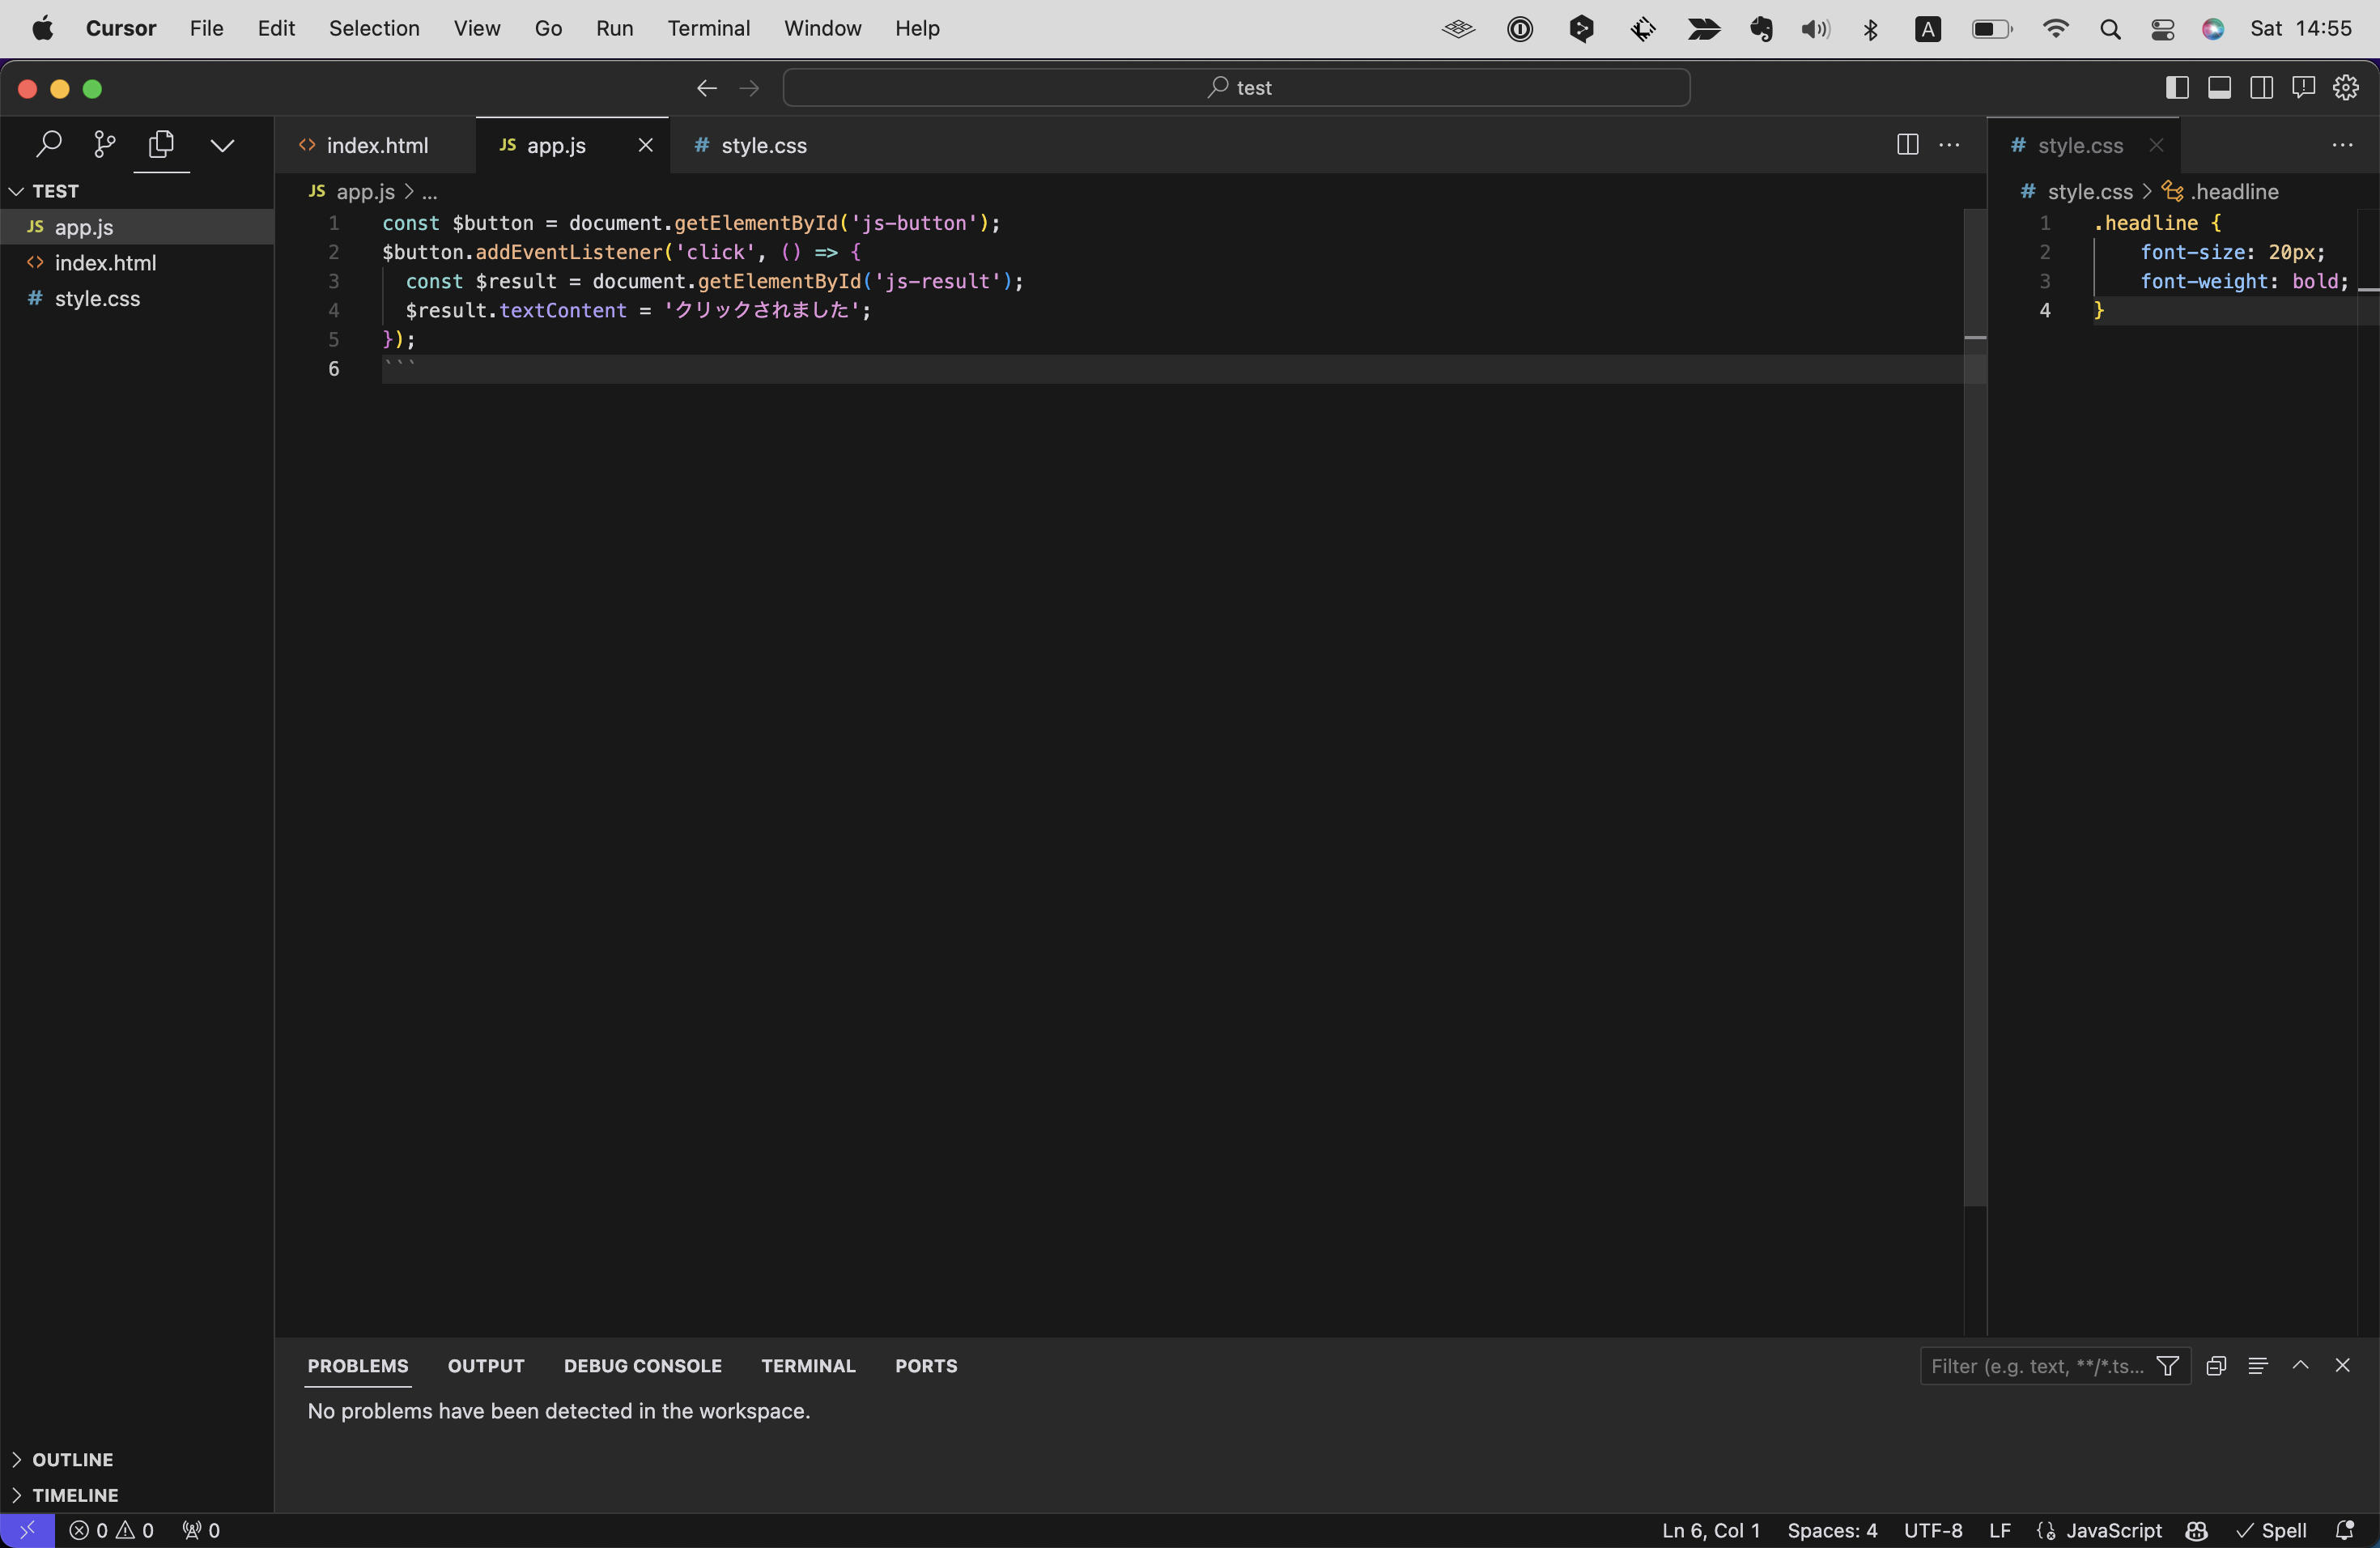 Cursor File Edit Selection View Go Run Terminal Window Help A Sat 14:55
test
index.html JS app.js # style.css # style.css
TEST
JS app.js > ...
# style.css > .headline
JS app.js
index.html
# style.css
1 const $button = document.getElementById('js-button');
2 $button.addEventListener('click', () => {
3 const $result = document.getElementById('js-result');
4 $result.textContent = 'クリックされました';
5 });
6 ```
1 .headline {
2 font-size: 20px;
3 font-weight: bold;
4 }
PROBLEMS OUTPUT DEBUG CONSOLE TERMINAL PORTS Filter (e.g. text, **/*.ts...
No problems have been detected in the workspace.
OUTLINE
TIMELINE
0 0 0 Ln 6, Col 1 Spaces: 4 UTF-8 LF JavaScript Spell